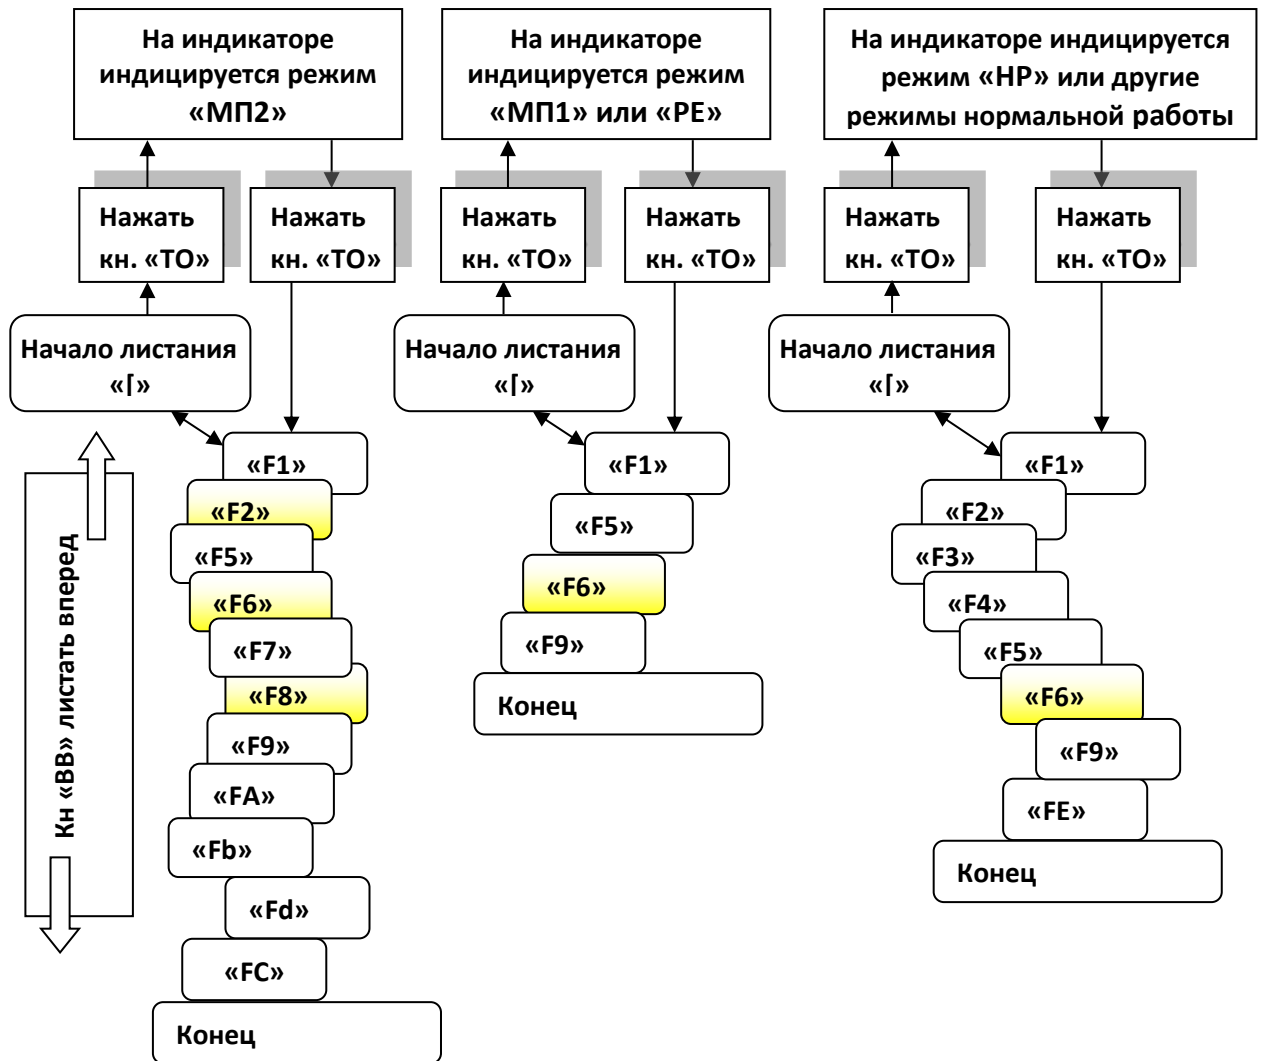 На индикаторе
индицируется режим
«МП2»
Нажать
кн. «ТО»
Нажать
кн. «ТО»
Начало листания
«[»
«F1»
«F2»
«F5»
«F6»
«F7»
«F8»
«F9»
«FA»
«Fb»
«Fd»
«FC»
Конец
Кн «ВВ» листать вперед
На индикаторе
индицируется режим
«МП1» или «РЕ»
Нажать
кн. «ТО»
Нажать
кн. «ТО»
Начало листания
«[»
«F1»
«F5»
«F6»
«F9»
Конец
На индикаторе индицируется
режим «НР» или другие
режимы нормальной работы
Нажать
кн. «ТО»
Нажать
кн. «ТО»
Начало листания
«[»
«F1»
«F2»
«F3»
«F4»
«F5»
«F6»
«F9»
«FE»
Конец